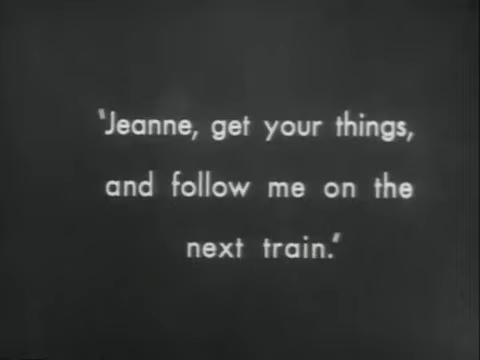 'Jeanne, get your things,
and follow me on the
next train.'